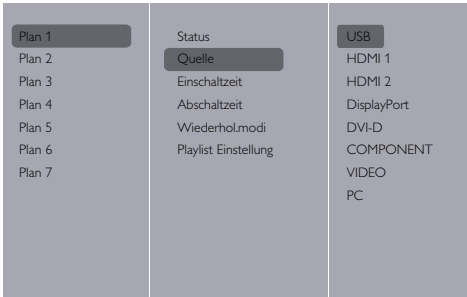 Plan 1
Plan 2
Plan 3
Plan 4
Plan 5
Plan 6
Plan 7
Status
Quelle
Einschaltzeit
Abschaltzeit
Wiederhol.modi
Playlist Einstellung
USB
HDMI 1
HDMI 2
DisplayPort
DVI-D
COMPONENT
VIDEO
PC